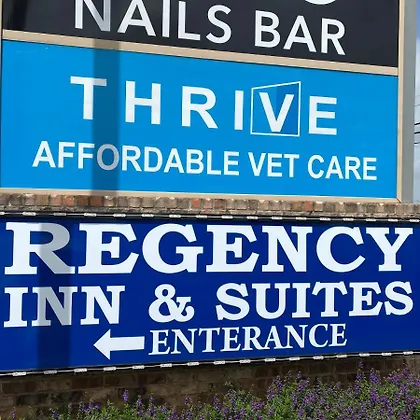 NAILS BAR
THRIVE
AFFORDABLE VET CARE
REGENCY
INN & SUITES
ENTERANCE